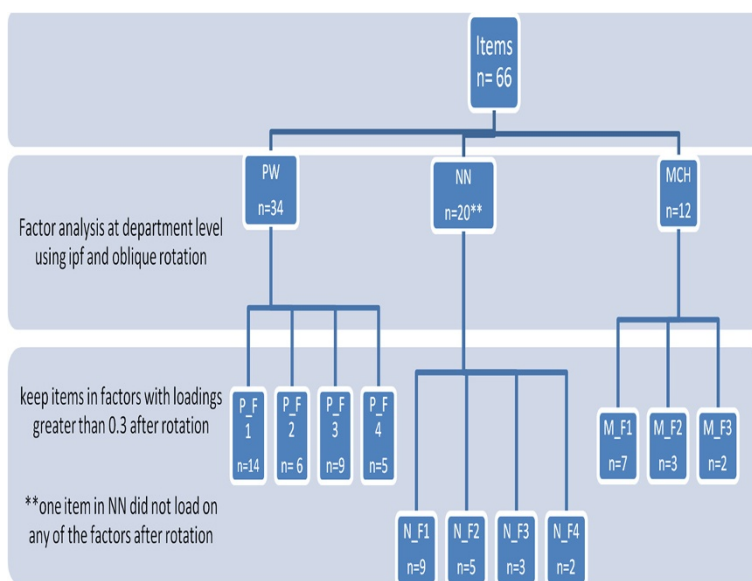 Items
n= 66
PW
n=34
NN
n=20**
MCH
n=12
Factor analysis at department level
using ipf and oblique rotation
keep items in factors with loadings
greater than 0.3 after rotation
P_F
1
n=14
P_F
2
n= 6
P_F
3
n=9
P_F
4
n=5
M_F1
n=7
M_F2
n=3
M_F3
n=2
**one item in NN did not load on
any of the factors after rotation
N_F1
n=9
N_F2
n=5
N_F3
n=3
N_F4
n=2